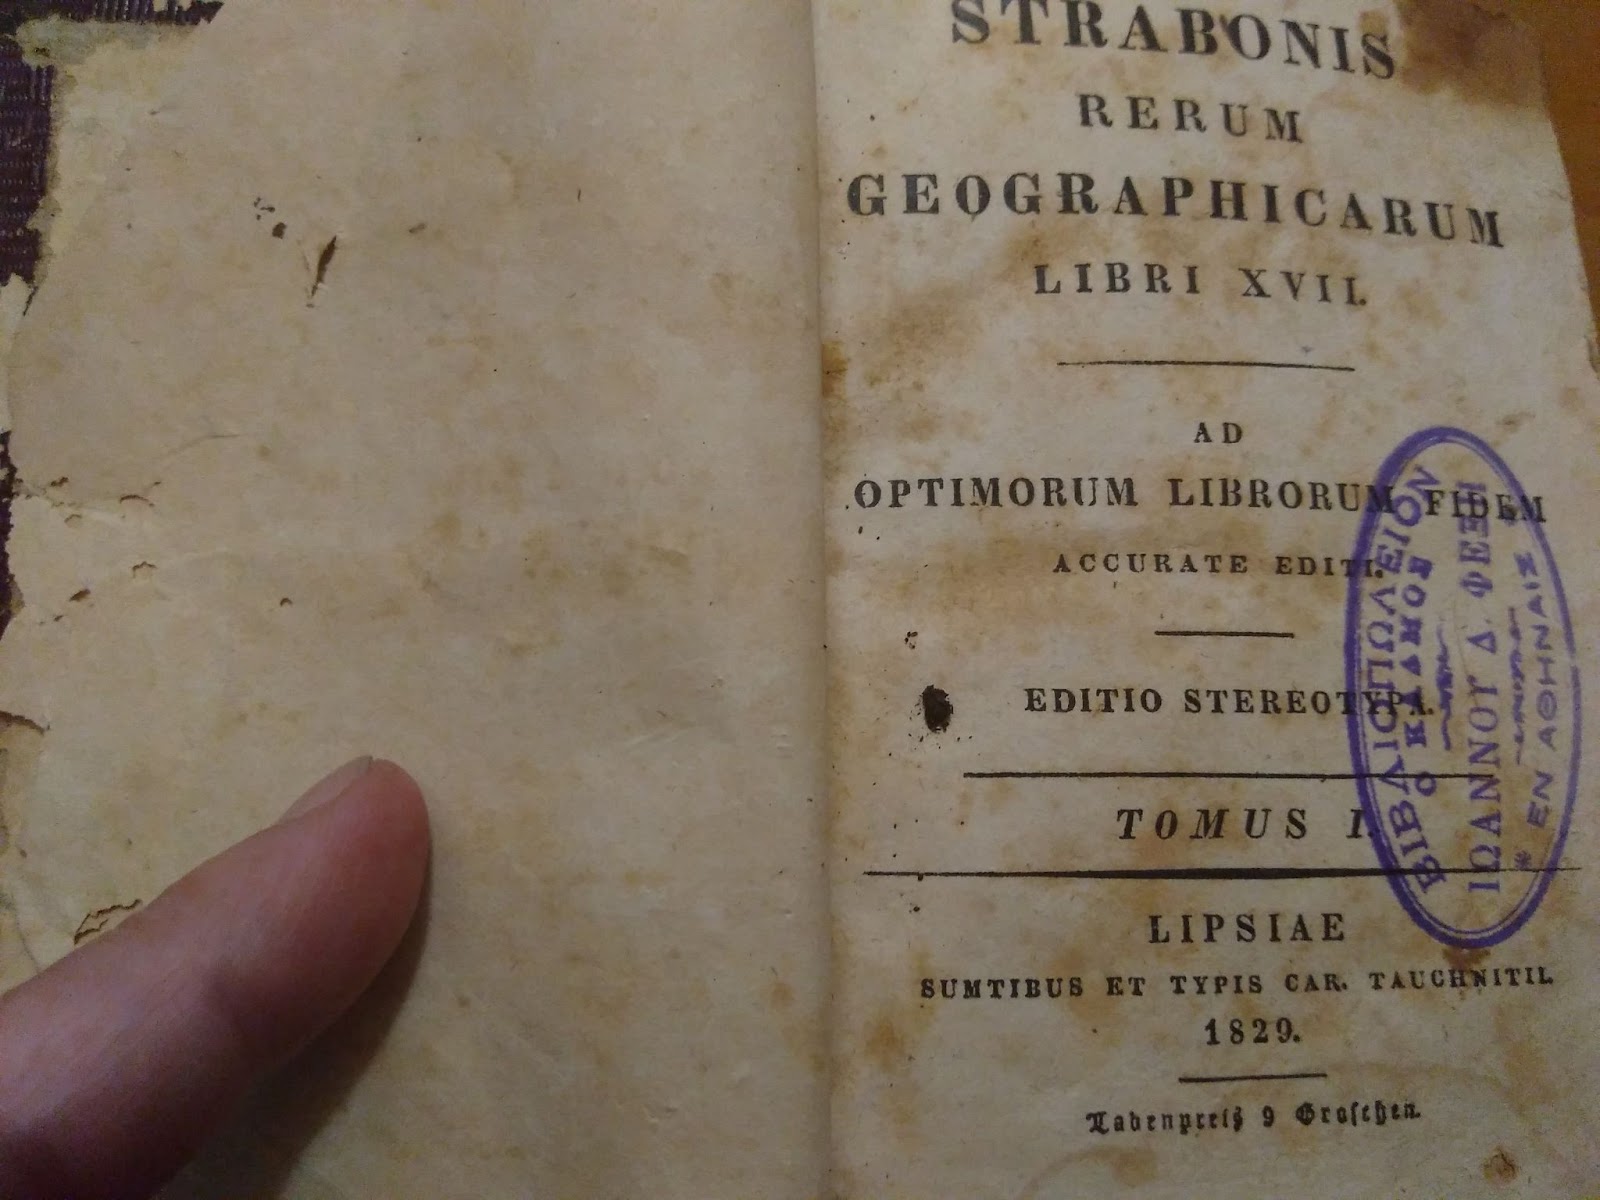 STRABONIS
RERUM
GEOGRAPHICARUM
LIBRI XVII.
AD
OPTIMORUM LIBRORUM FIDEM
ACCURATE EDITI.
EDITIO STEREOTYPA.
TOMUS I.
LIPSIAE
SUMTIBUS ET TYPIS CAR. TAUCHNITII.
1829.
Ladenpreiß 9 Groschen.
ΒΙΒΛΙΟΠΩΛΕΙΟΝ
Ο ΚΑΔΜΟΣ
ΙΩΑΝΝΟΥ Δ. ΦΕΞΗ
* ΕΝ ΑΘΗΝΑΙΣ *